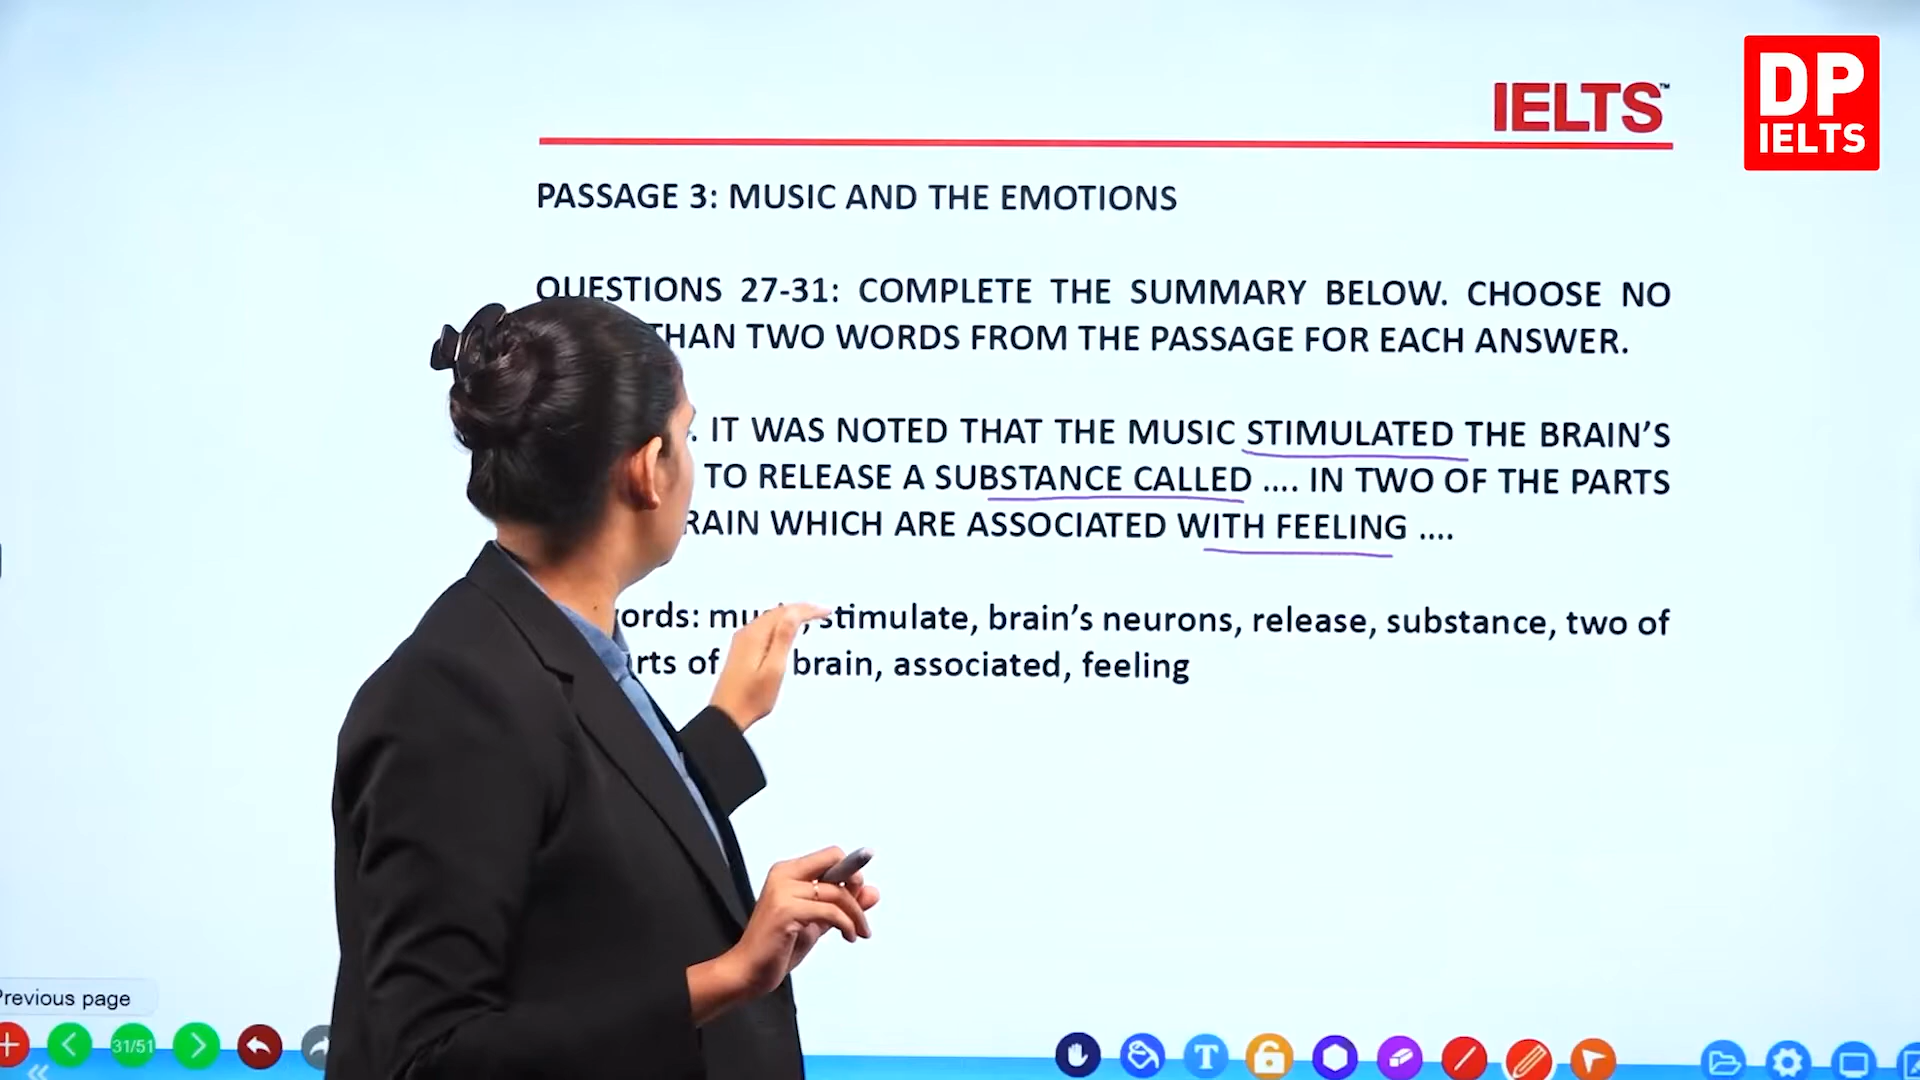 IELTS™
DP
IELTS
PASSAGE 3: MUSIC AND THE EMOTIONS
QUESTIONS 27-31: COMPLETE THE SUMMARY BELOW. CHOOSE NO
THAN TWO WORDS FROM THE PASSAGE FOR EACH ANSWER.
. IT WAS NOTED THAT THE MUSIC STIMULATED THE BRAIN'S
TO RELEASE A SUBSTANCE CALLED .... IN TWO OF THE PARTS
WHICH ARE ASSOCIATED WITH FEELING ....
stimulate, brain's neurons, release, substance, two of
of brain, associated, feeling
Previous page
31/51
T